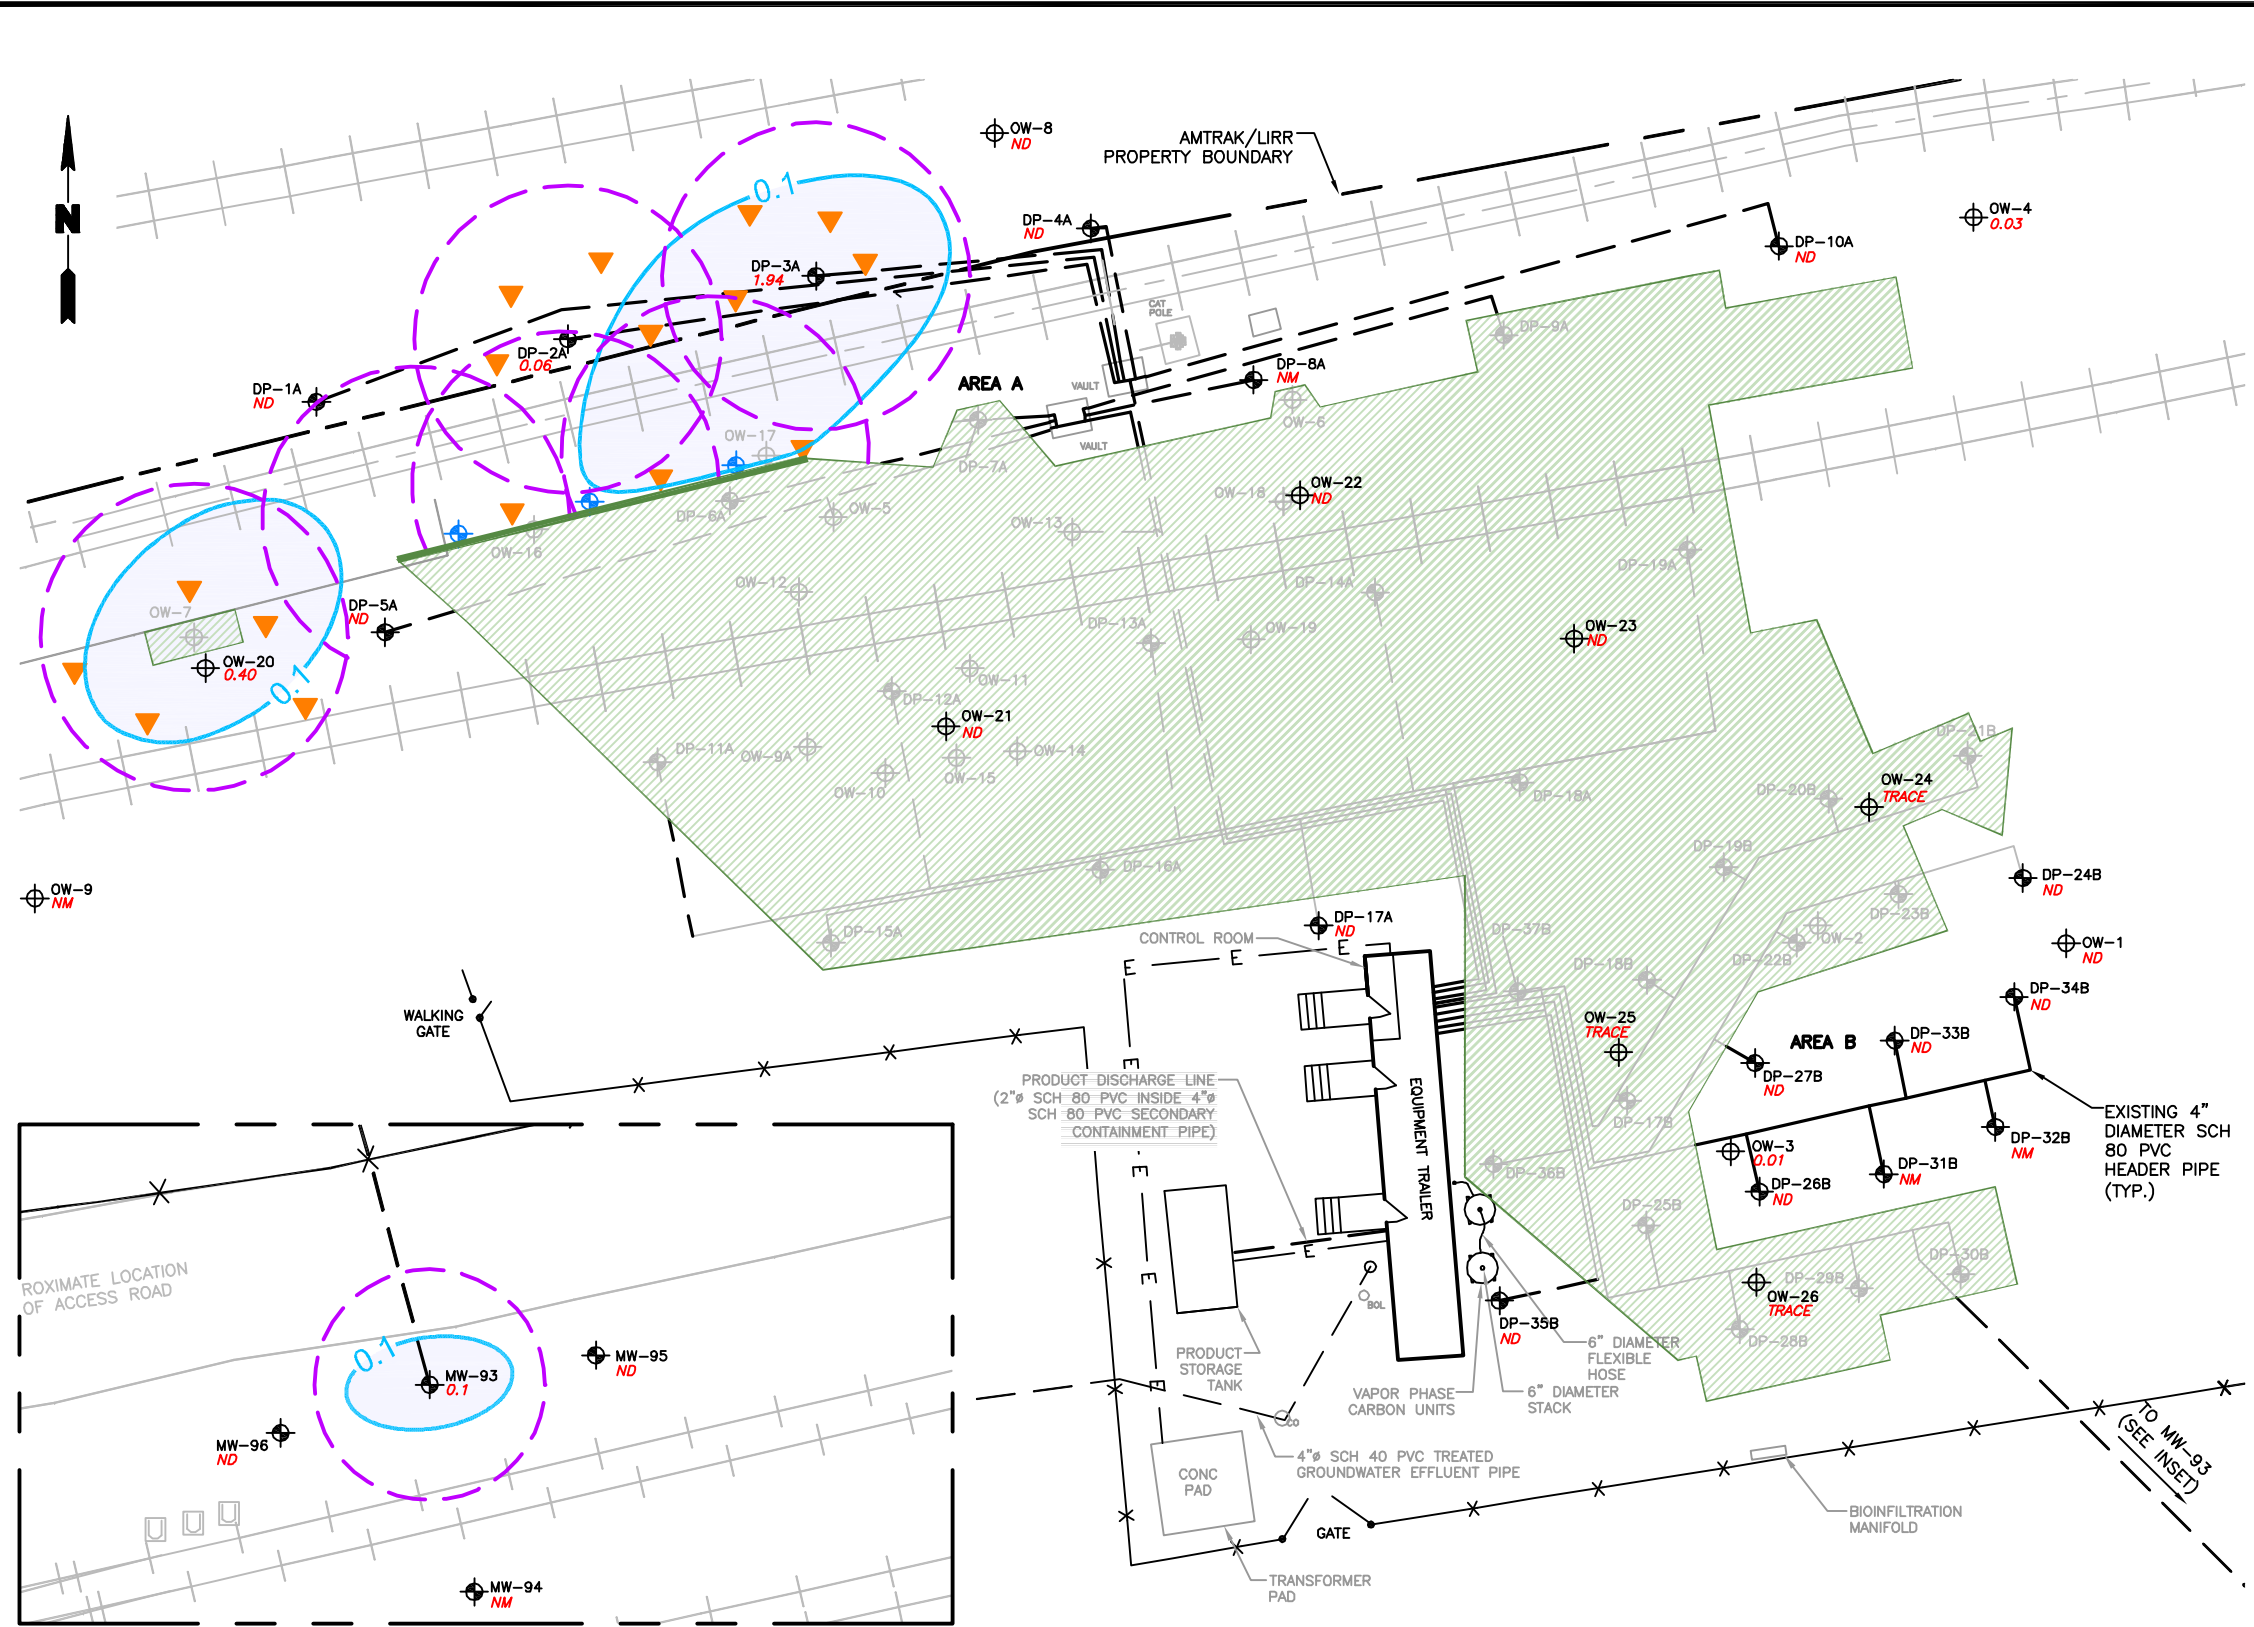 N
OW-8
ND
AMTRAK/LIRR
PROPERTY BOUNDARY
0.1
DP-4A
ND
OW-4
0.03
DP-10A
ND
DP-3A
1.94
CAT
POLE
DP-9A
DP-2A
0.06
DP-8A
NM
AREA A
VAULT
DP-1A
ND
OW-6
VAULT
OW-17
DP-7A
OW-18
OW-22
ND
DP-6A
OW-5
OW-13
OW-16
DP-19A
OW-12
DP-14A
OW-7
DP-5A
ND
DP-13A
OW-19
OW-23
ND
OW-20
0.40
0.1
OW-11
DP-12A
OW-21
ND
DP-11A
OW-9A
OW-14
OW-15
OW-10
DP-21B
OW-24
TRACE
DP-20B
DP-18A
DP-19B
DP-16A
DP-24B
ND
OW-9
NM
DP-23B
DP-17A
ND
DP-15A
CONTROL ROOM
E
E
E
DP-37B
OW-2
DP-22B
OW-1
ND
DP-18B
DP-34B
ND
WALKING
GATE
OW-25
TRACE
DP-33B
ND
AREA B
E
DP-27B
ND
PRODUCT DISCHARGE LINE
(2"ø SCH 80 PVC INSIDE 4"ø
SCH 80 PVC SECONDARY
CONTAINMENT PIPE)
EQUIPMENT TRAILER
DP-17B
EXISTING 4"
DIAMETER SCH
80 PVC
HEADER PIPE
(TYP.)
DP-32B
NM
OW-3
0.01
E
DP-36B
DP-31B
NM
DP-26B
ND
DP-25B
E
E
DP-30B
DP-29B
OW-26
TRACE
ROXIMATE LOCATION
OF ACCESS ROAD
BOL
DP-35B
ND
DP-28B
6" DIAMETER
FLEXIBLE
HOSE
0.1
MW-95
ND
PRODUCT
STORAGE
TANK
E
MW-93
0.1
VAPOR PHASE
CARBON UNITS
6" DIAMETER
STACK
CO
TO MW-93
(SEE INSET)
MW-96
ND
4"ø SCH 40 PVC TREATED
GROUNDWATER EFFLUENT PIPE
CONC
PAD
BIOINFILTRATION
MANIFOLD
GATE
TRANSFORMER
PAD
MW-94
NM